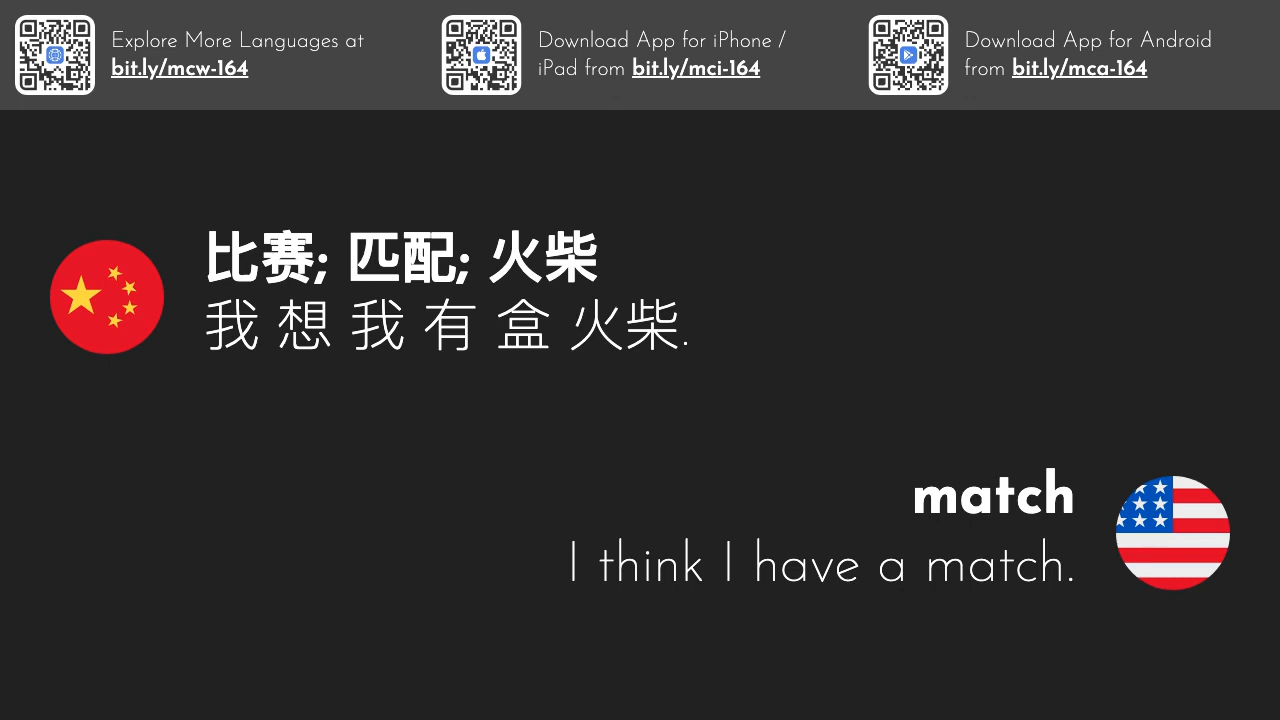 Explore More Languages at
bit.ly/mcw-164
Download App for iPhone /
iPad from bit.ly/mci-164
Download App for Android
from bit.ly/mca-164
比赛; 匹配; 火柴
我 想 我 有 盒 火柴.
match
I think I have a match.